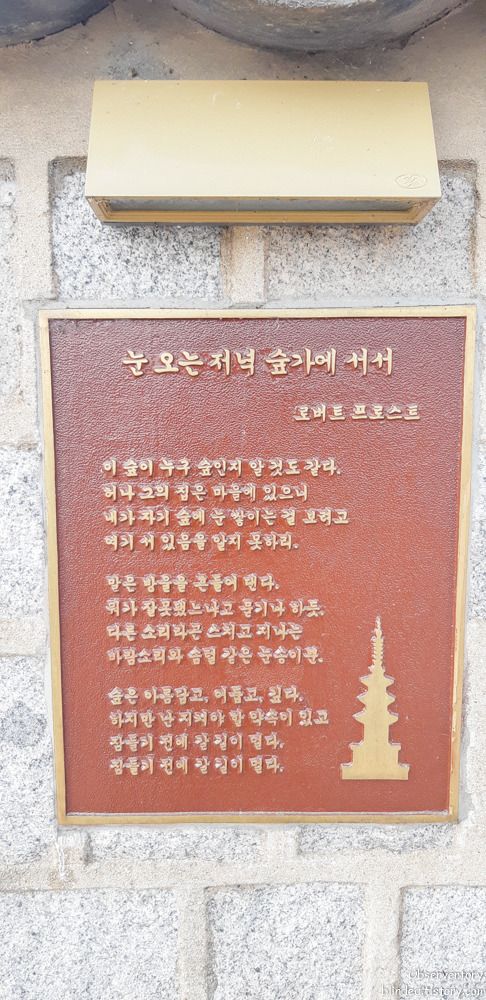 눈 오는 저녁 숲가에 서서
로버트 프로스트
이 숲이 누구 숲인지 알 것도 같다.
허나 그의 집은 마을에 있으니
내가 자기 숲에 눈 쌓이는 걸 보려고
여기 서 있음을 알지 못하리.
말은 방울을 흔들어 댄다.
뭐가 잘못됐느냐고 묻기나 하듯.
다른 소리라곤 스치고 지나는
바람소리와 솜털 같은 눈송이뿐.
숲은 아름답고, 어둡고, 깊다.
하지만 난 지켜야 할 약속이 있고
잠들기 전에 갈 길이 멀다.
잠들기 전에 갈 길이 멀다.
Observentory
blindeu.tistory.com